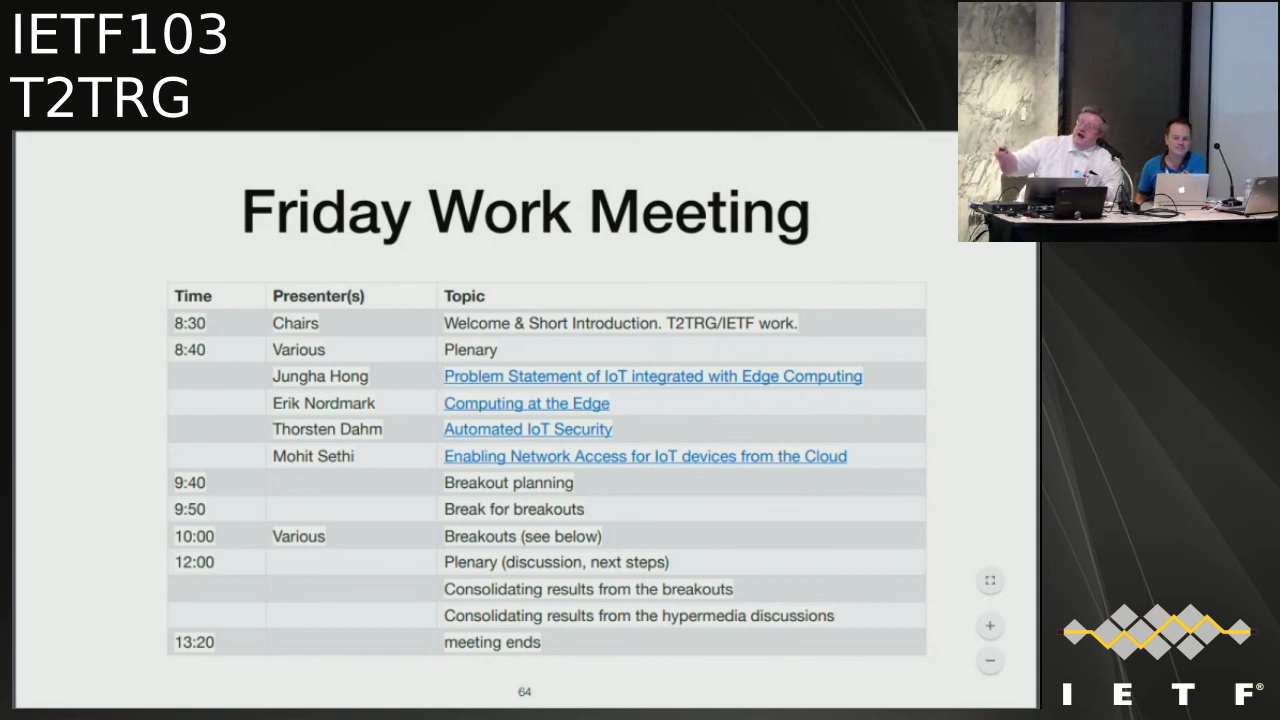 IETF103
T2TRG
Friday Work Meeting
Time Presenter(s) Topic
8:30 Chairs Welcome & Short Introduction. T2TRG/IETF work.
8:40 Various Plenary
Jungha Hong Problem Statement of IoT integrated with Edge Computing
Erik Nordmark Computing at the Edge
Thorsten Dahm Automated IoT Security
Mohit Sethi Enabling Network Access for IoT devices from the Cloud
9:40 Breakout planning
9:50 Break for breakouts
10:00 Various Breakouts (see below)
12:00 Plenary (discussion, next steps)
Consolidating results from the breakouts
Consolidating results from the hypermedia discussions
13:20 meeting ends
64
I E T F®